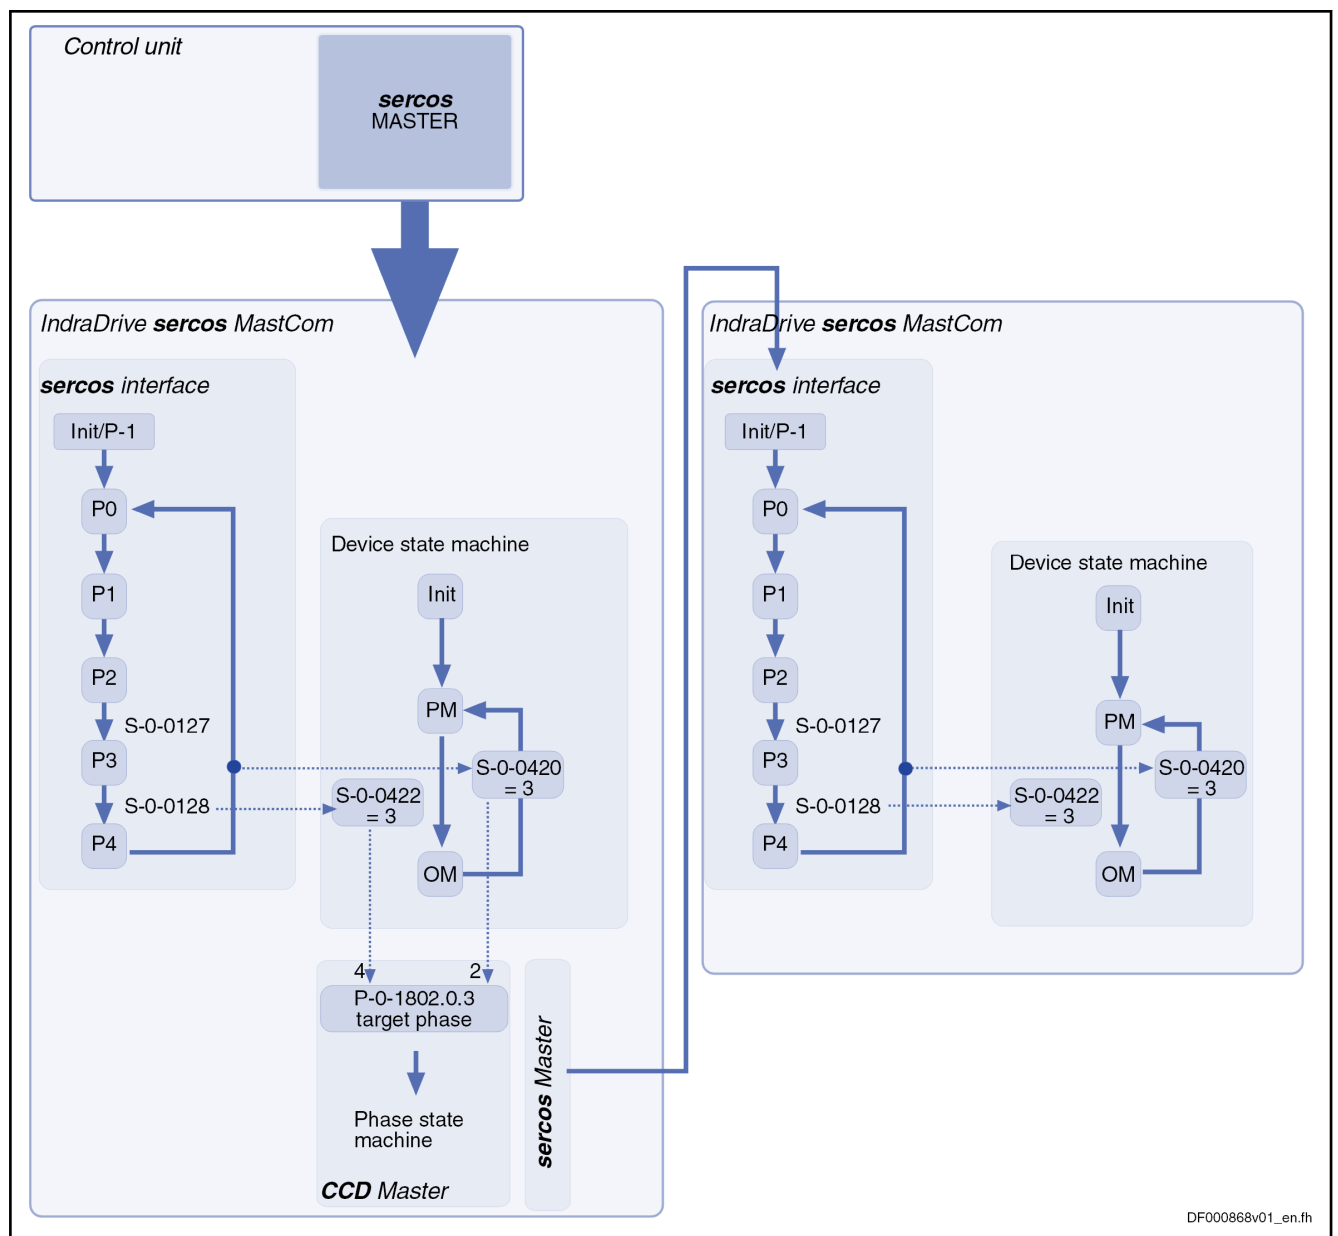 Control unit
sercos
MASTER
IndraDrive sercos MastCom
sercos interface
Init/P-1
P0
P1
P2
S-0-0127
P3
S-0-0128
P4
Device state machine
Init
PM
S-0-0420
= 3
S-0-0422
= 3
OM
4
2
P-0-1802.0.3
target phase
Phase state
machine
CCD Master
sercos Master
IndraDrive sercos MastCom
sercos interface
Init/P-1
P0
P1
P2
S-0-0127
P3
S-0-0128
P4
Device state machine
Init
PM
S-0-0420
= 3
S-0-0422
= 3
OM
DF000868v01_en.fh